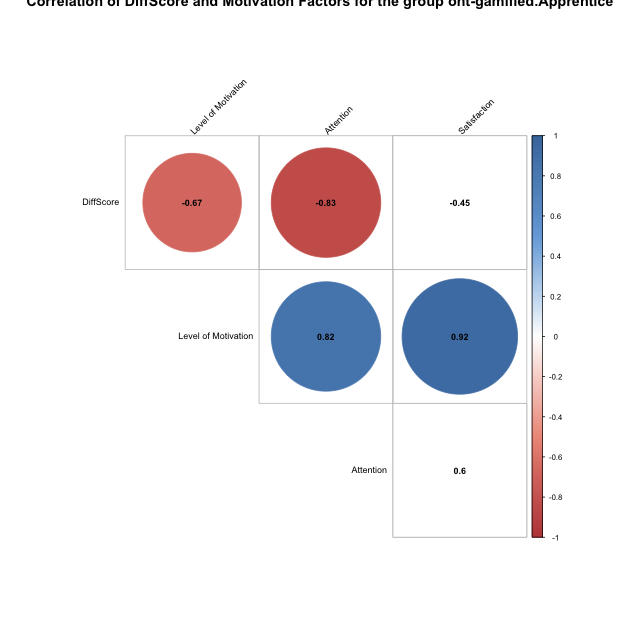 Correlation of DiffScore and Motivation Factors for the group ont-gamified.Apprentice
Level of Motivation
Attention
Satisfaction
DiffScore
-0.67
-0.83
-0.45
Level of Motivation
0.82
0.92
Attention
0.6
1
0.8
0.6
0.4
0.2
0
-0.2
-0.4
-0.6
-0.8
-1